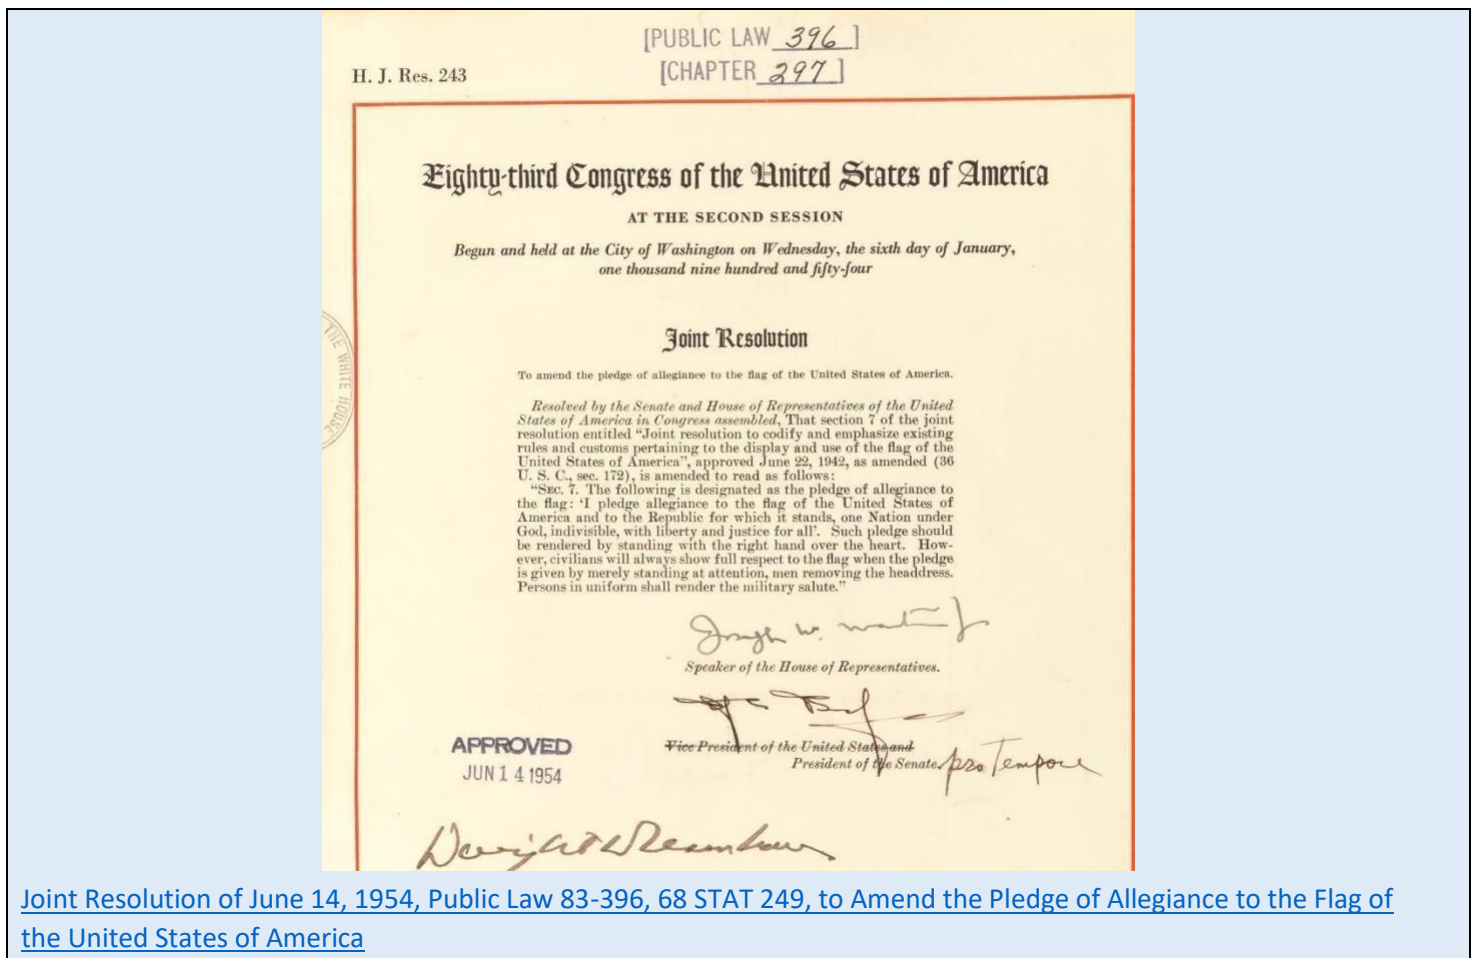 [PUBLIC LAW 396 ]
[CHAPTER 297 ]
H. J. Res. 243
Eighty-third Congress of the United States of America
AT THE SECOND SESSION
Begun and held at the City of Washington on Wednesday, the sixth day of January,
one thousand nine hundred and fifty-four
THE WHITE HOUSE
Joint Resolution
To amend the pledge of allegiance to the flag of the United States of America.
Resolved by the Senate and House of Representatives of the United
States of America in Congress assembled, That section 7 of the joint
resolution entitled “Joint resolution to codify and emphasize existing
rules and customs pertaining to the display and use of the flag of the
United States of America”, approved June 22, 1942, as amended (36
U. S. C., sec. 172), is amended to read as follows:
“SEC. 7. The following is designated as the pledge of allegiance to
the flag: ‘I pledge allegiance to the flag of the United States of
America and to the Republic for which it stands, one Nation under
God, indivisible, with liberty and justice for all’. Such pledge should
be rendered by standing with the right hand over the heart. How-
ever, civilians will always show full respect to the flag when the pledge
is given by merely standing at attention, men removing the headdress.
Persons in uniform shall render the military salute.”
Joseph W. Martin Jr
Speaker of the House of Representatives.
Vice President of the United States and
President of the Senate. pro Tempore
APPROVED
JUN 14 1954
Dwight D Eisenhower
Joint Resolution of June 14, 1954, Public Law 83-396, 68 STAT 249, to Amend the Pledge of Allegiance to the Flag of
the United States of America